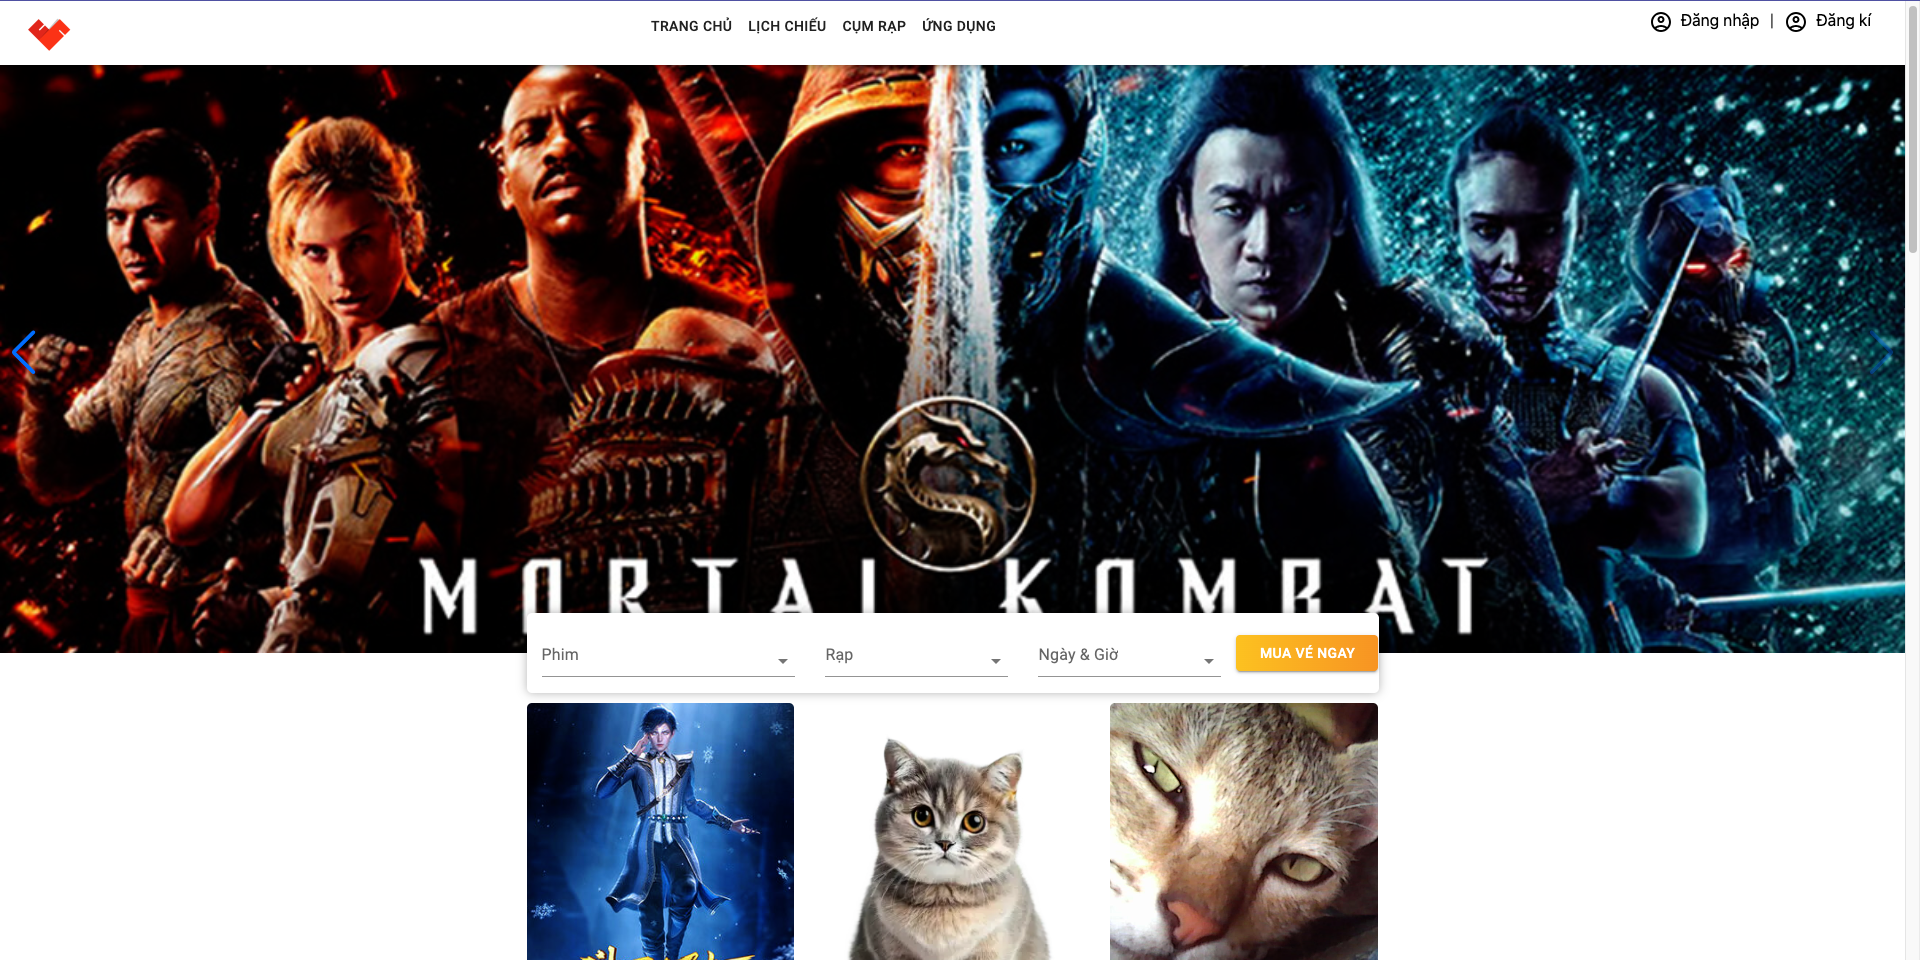 TRANG CHỦ LỊCH CHIẾU CỤM RẠP ỨNG DỤNG
Đăng nhập | Đăng kí
MORTAL KOMBAT
Phim Rạp Ngày & Giờ MUA VÉ NGAY